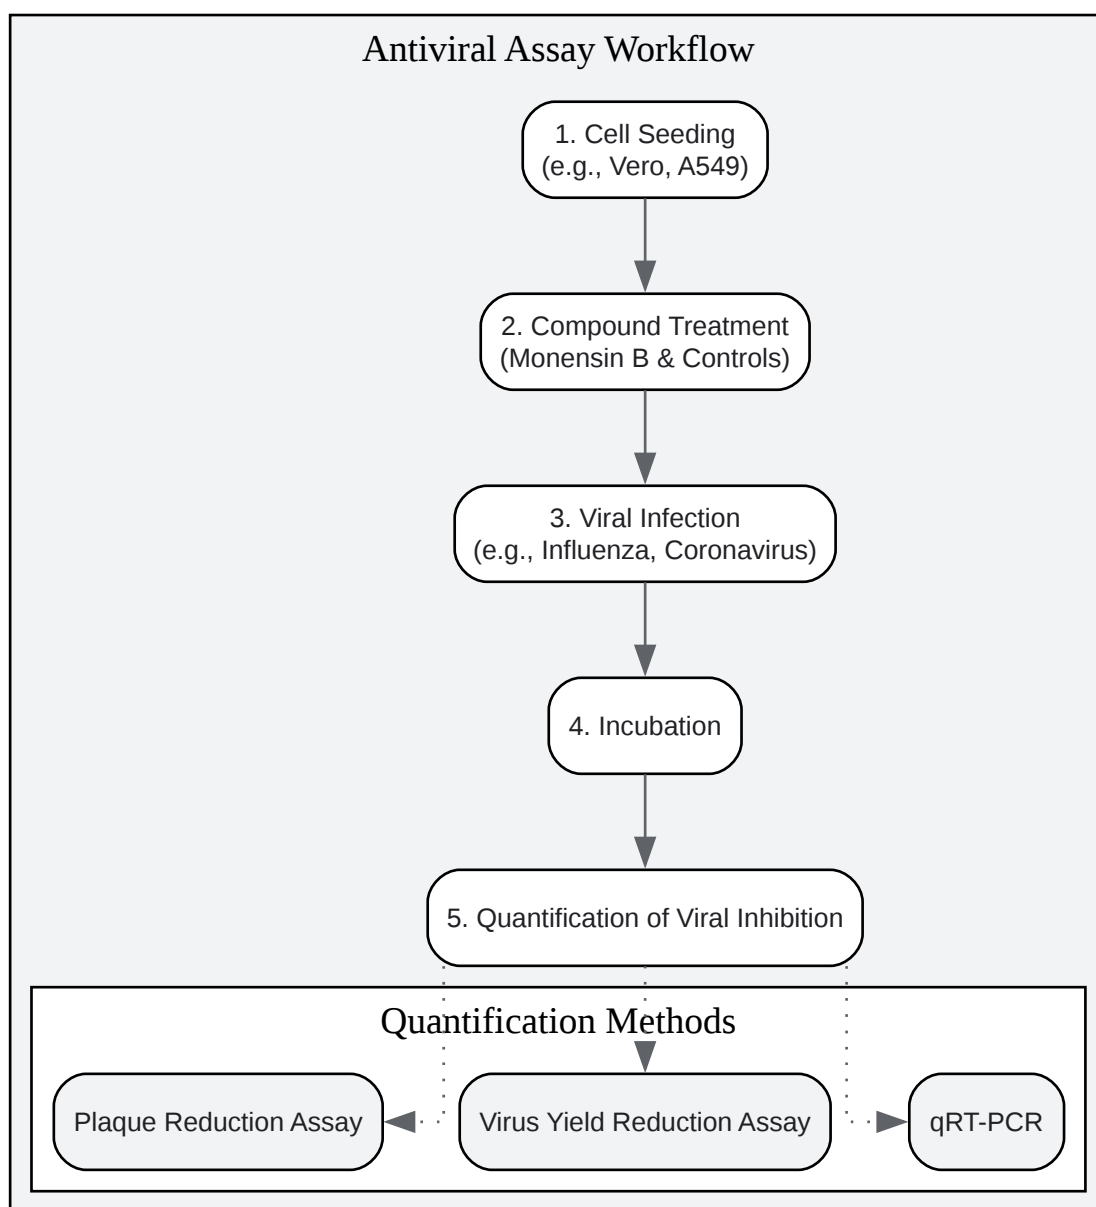 Antiviral Assay Workflow
1. Cell Seeding
(e.g., Vero, A549)
2. Compound Treatment
(Monensin B & Controls)
3. Viral Infection
(e.g., Influenza, Coronavirus)
4. Incubation
5. Quantification of Viral Inhibition
Quantification Methods
Plaque Reduction Assay
Virus Yield Reduction Assay
qRT-PCR